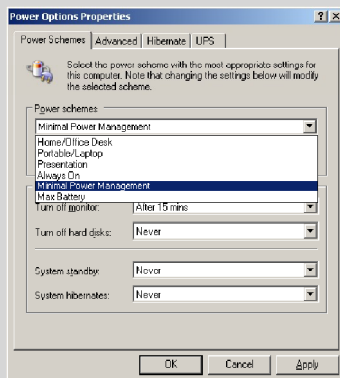 Power Options Properties
Power Schemes Advanced Hibernate UPS
Select the power scheme with the most appropriate settings for
this computer. Note that changing the settings below will modify
the selected scheme.
Power schemes
Minimal Power Management
Home/Office Desk
Portable/Laptop
Presentation
Always On
Minimal Power Management
Max Battery
Turn off monitor: After 15 mins
Turn off hard disks: Never
System standby: Never
System hibernates: Never
OK Cancel Apply